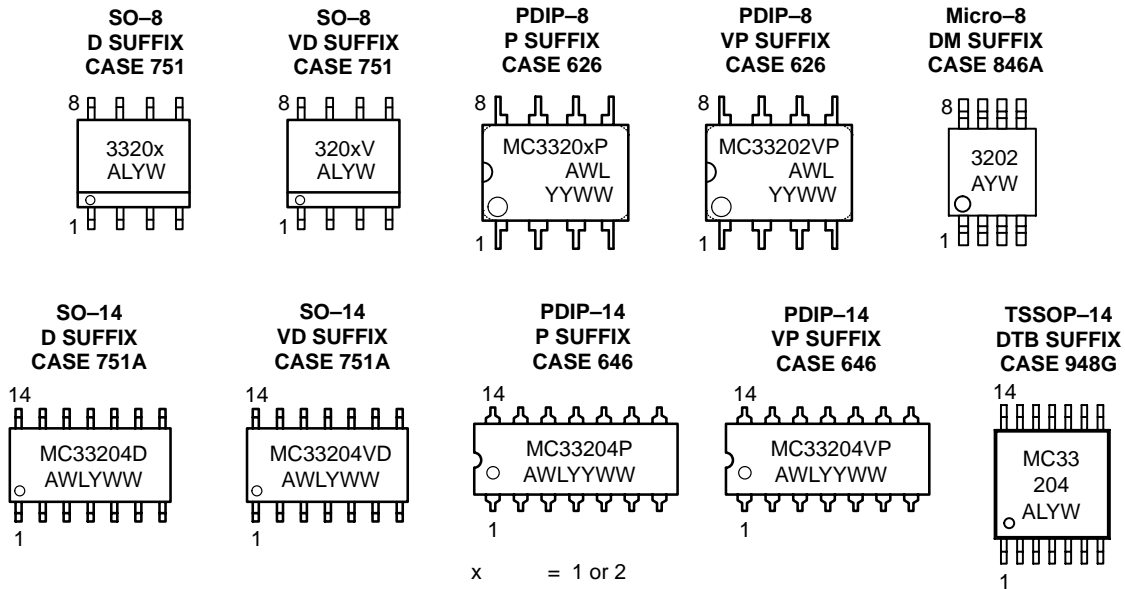 SO–8
D SUFFIX
CASE 751
8
3320x
ALYW
1
SO–8
VD SUFFIX
CASE 751
8
320xV
ALYW
1
PDIP–8
P SUFFIX
CASE 626
8
MC3320xP
AWL
YYWW
1
PDIP–8
VP SUFFIX
CASE 626
8
MC33202VP
AWL
YYWW
1
Micro–8
DM SUFFIX
CASE 846A
8
3202
AYW
1
SO–14
D SUFFIX
CASE 751A
14
MC33204D
AWLYWW
1
SO–14
VD SUFFIX
CASE 751A
14
MC33204VD
AWLYWW
1
PDIP–14
P SUFFIX
CASE 646
14
MC33204P
AWLYYWW
1
PDIP–14
VP SUFFIX
CASE 646
14
MC33204VP
AWLYYWW
1
TSSOP–14
DTB SUFFIX
CASE 948G
14
MC33
204
ALYW
1
x = 1 or 2